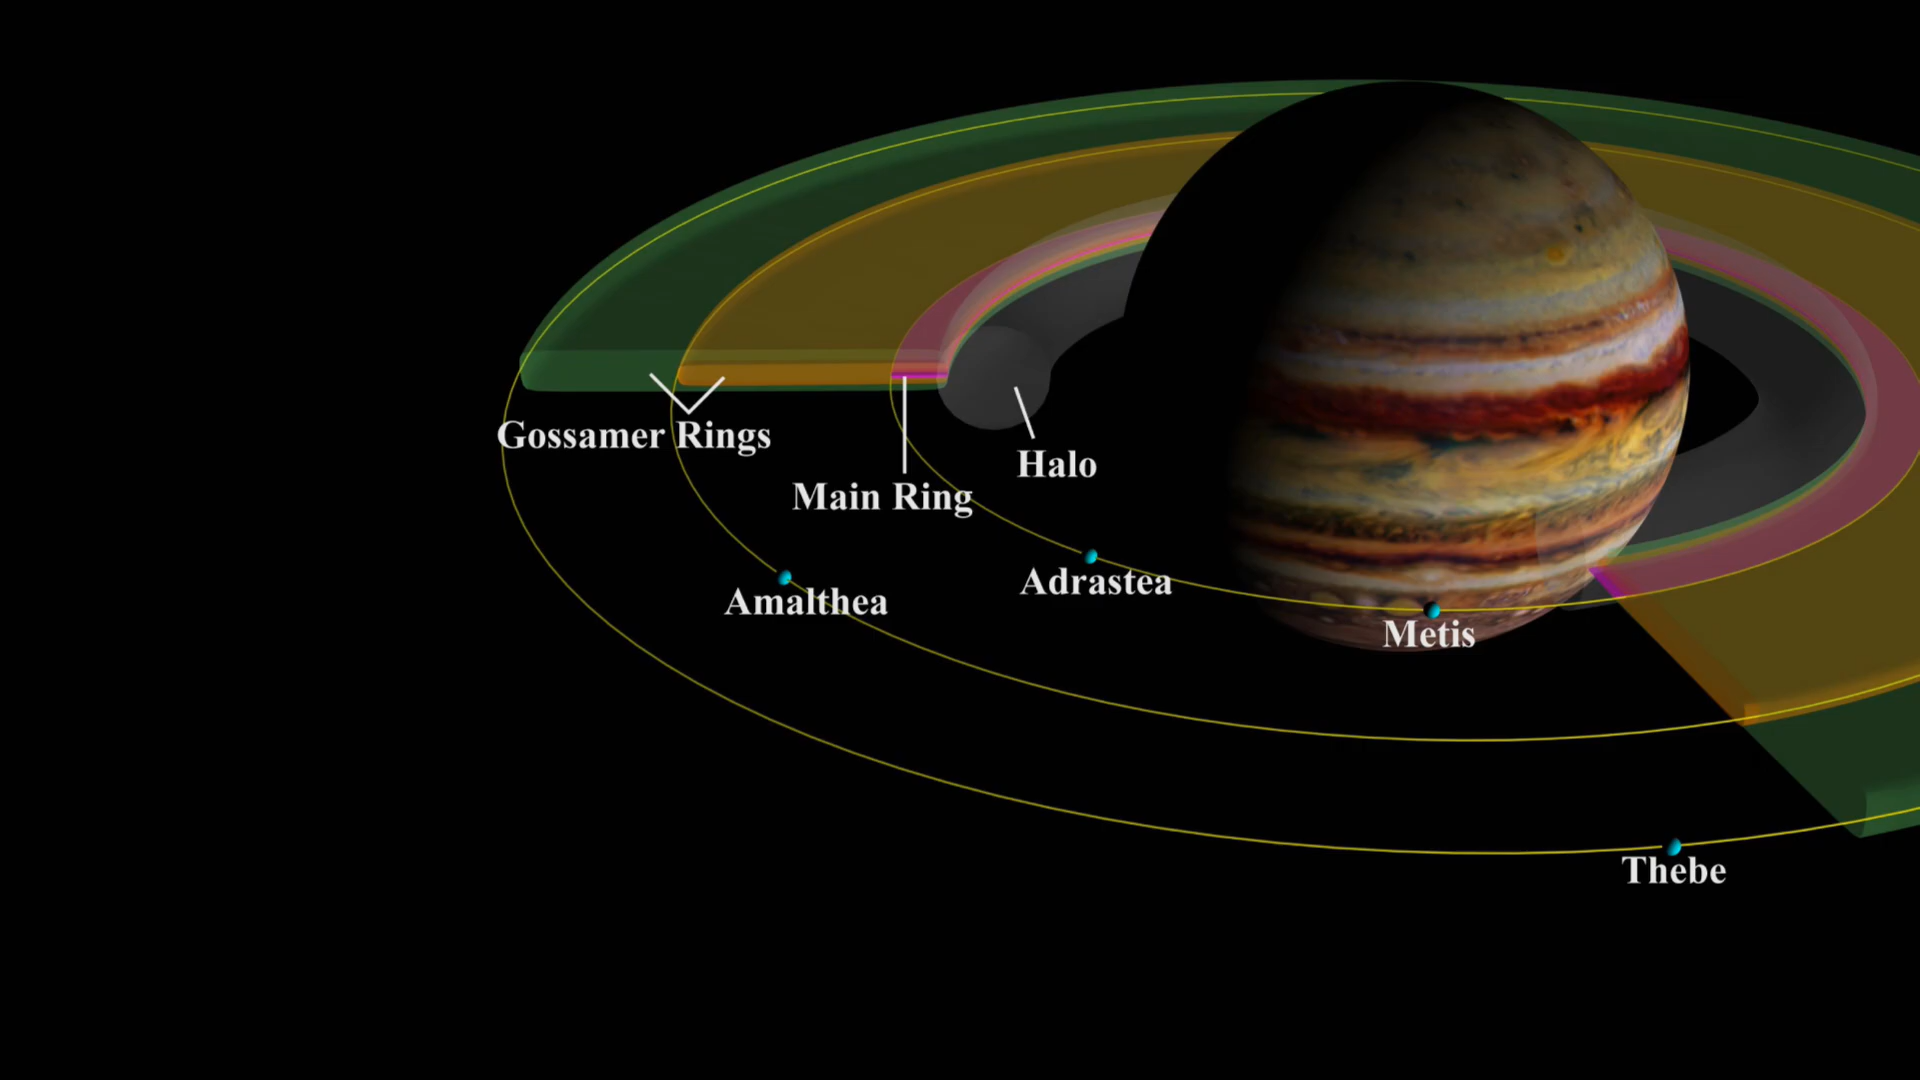 Gossamer Rings
Halo
Main Ring
Adrastea
Amalthea
Metis
Thebe